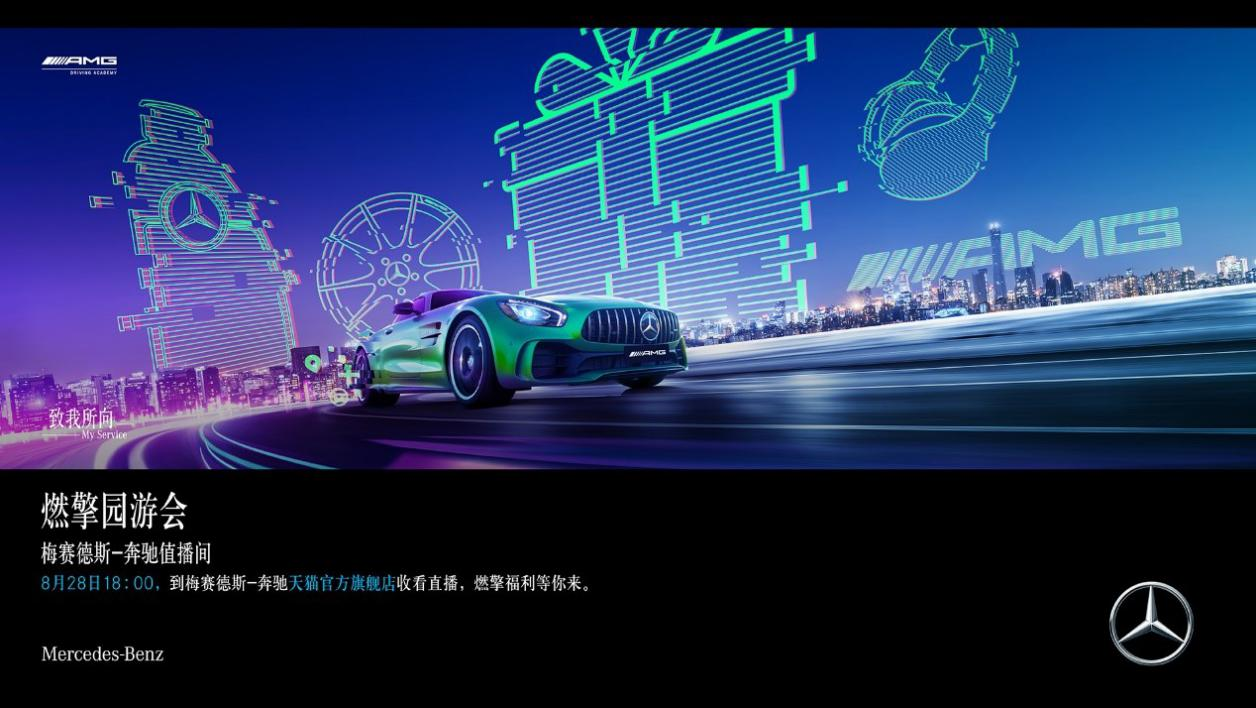 AMG
DRIVING ACADEMY
AMG
AMG
致我所向
My Service
燃擎园游会
梅赛德斯-奔驰值播间
8月28日18:00，到梅赛德斯-奔驰天猫官方旗舰店收看直播，燃擎福利等你来。
Mercedes-Benz